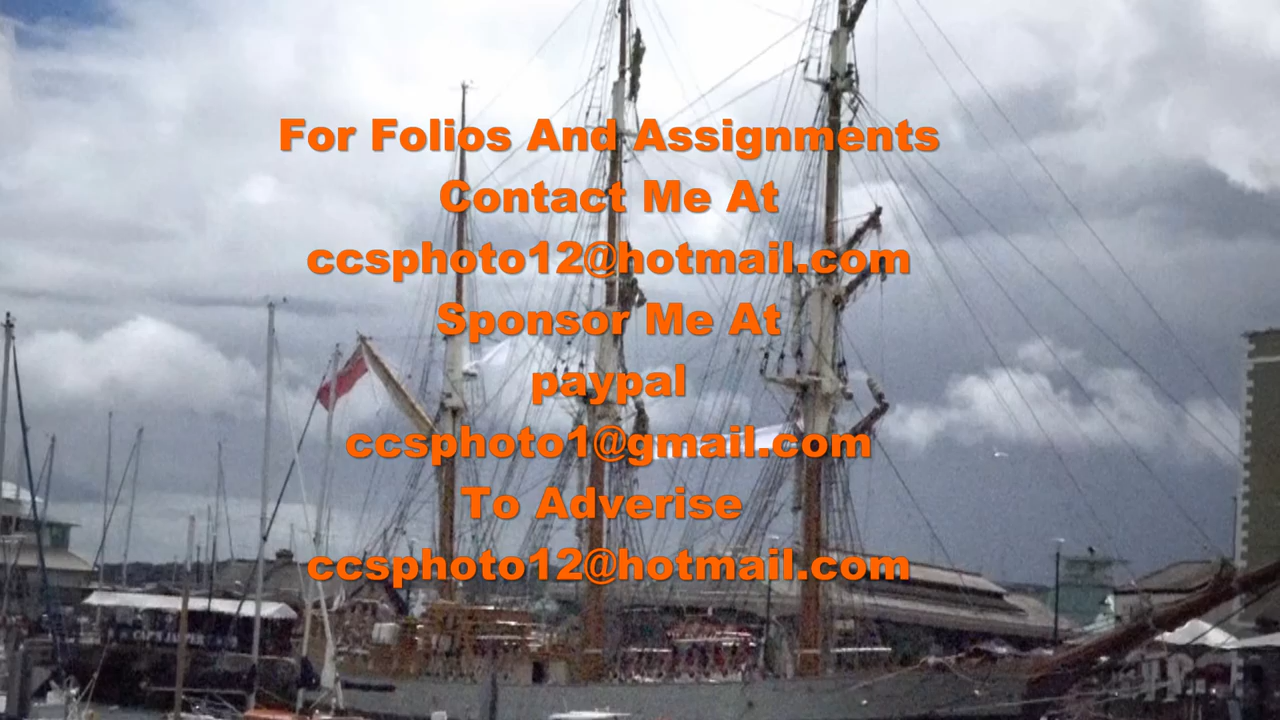 For Folios And Assignments
Contact Me At
ccsphoto12@hotmail.com
Sponsor Me At
paypal
ccsphoto1@gmail.com
To Adverise
ccsphoto12@hotmail.com